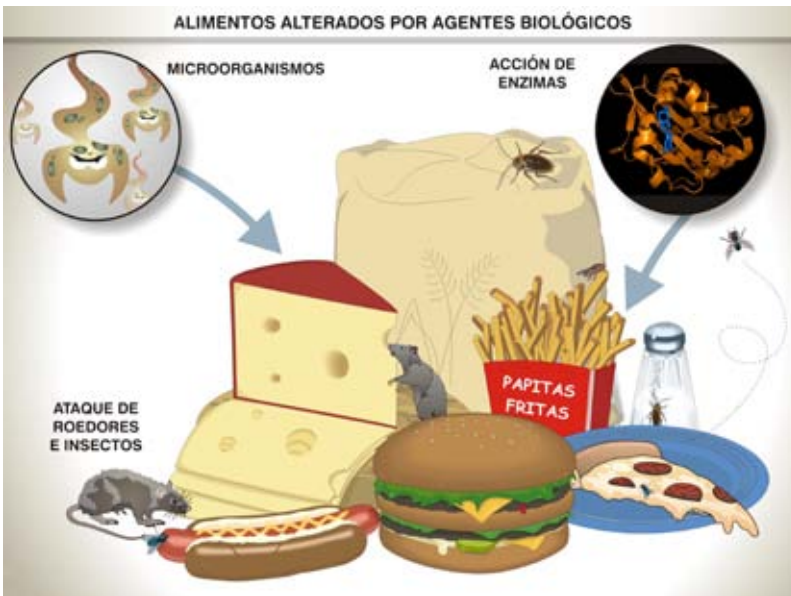 ALIMENTOS ALTERADOS POR AGENTES BIOLÓGICOS
MICROORGANISMOS
ACCIÓN DE
ENZIMAS
PAPITAS
FRITAS
ATAQUE DE
ROEDORES
E INSECTOS